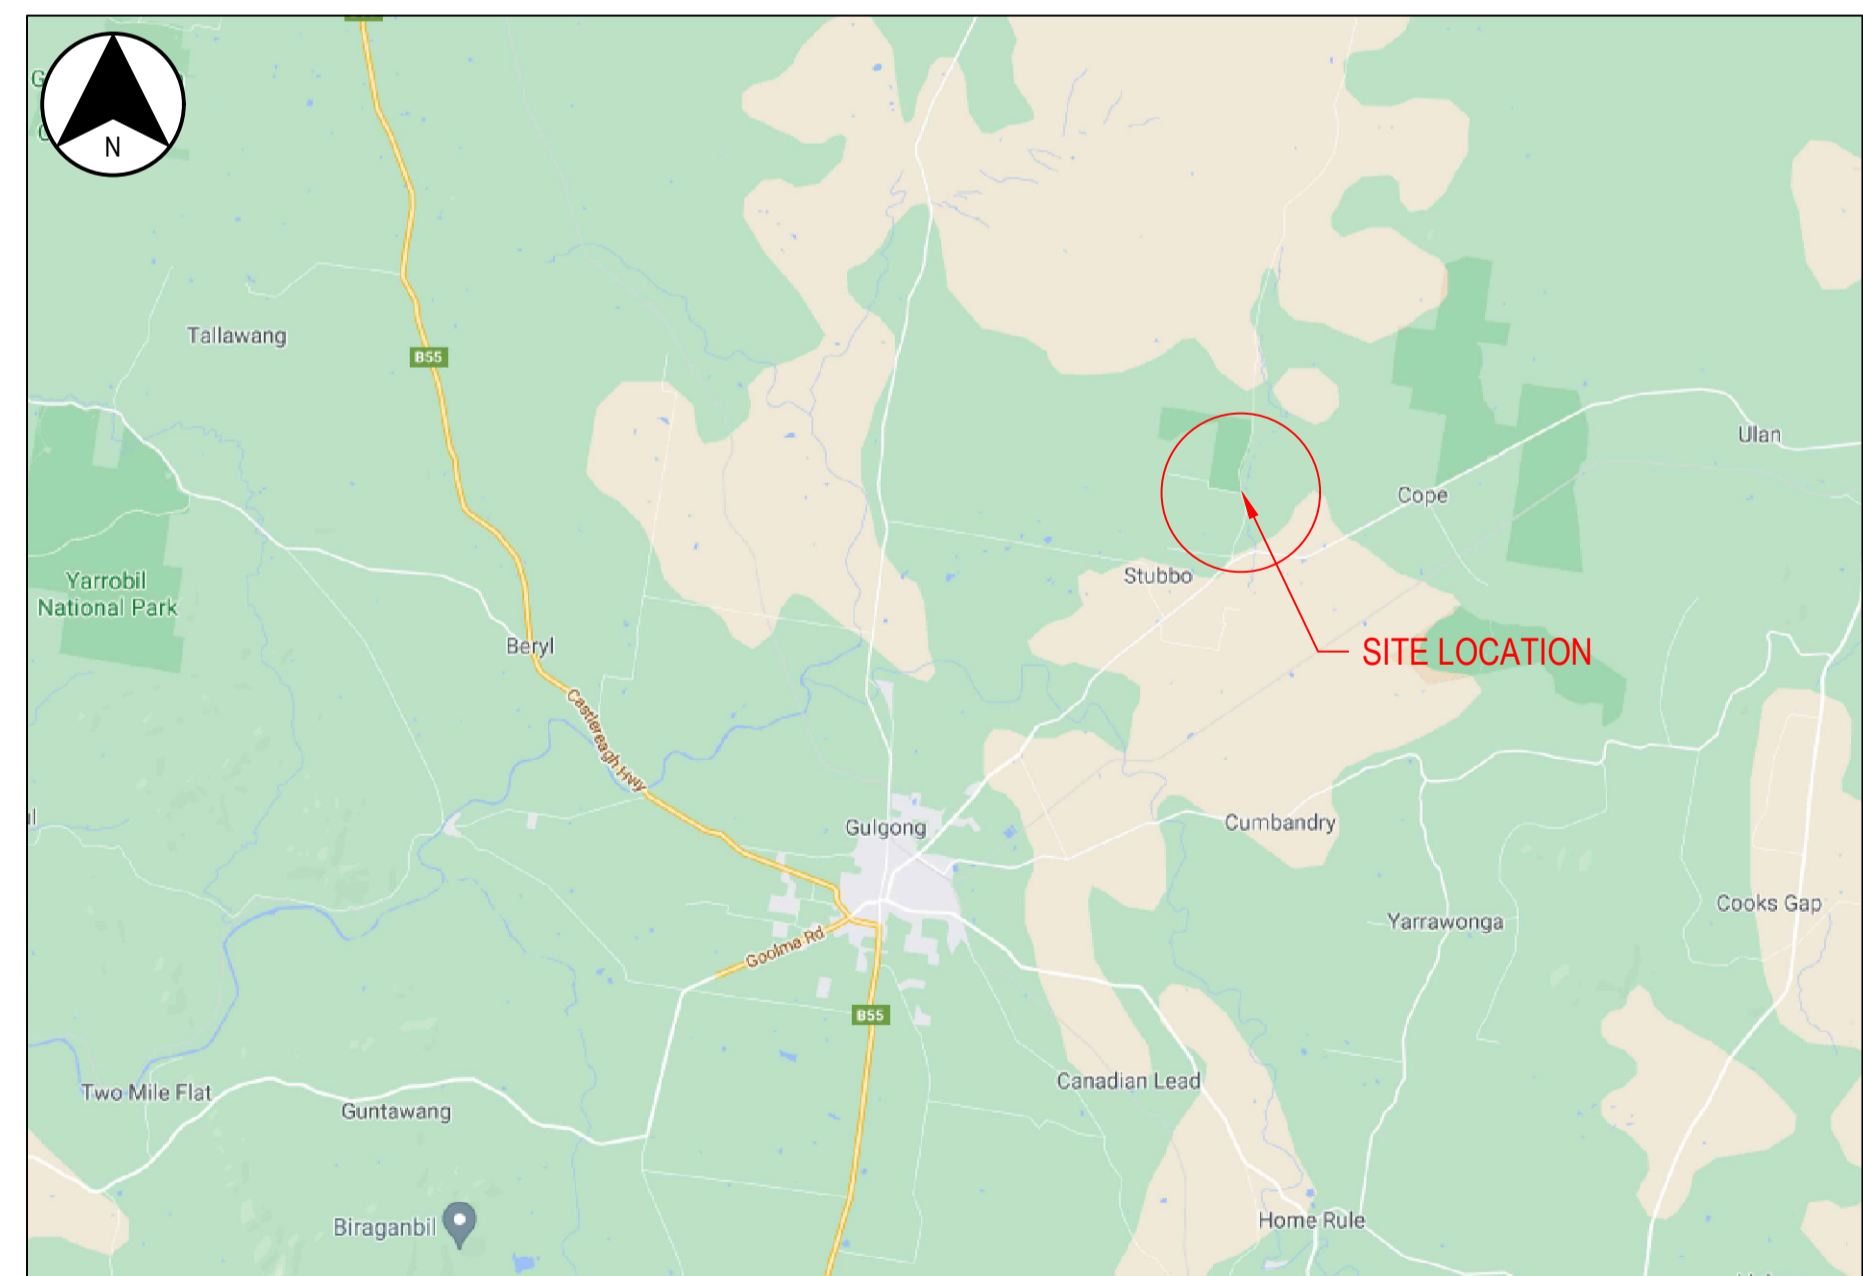 N
Tallawang
B55
Ulan
Cope
Stubbo
Yarrobil
National Park
Beryl
SITE LOCATION
Castlereagh Hwy
Gulgong
Cumbandry
Cooks Gap
Yarrawonga
Goolma Rd
B55
Canadian Lead
Two Mile Flat
Guntawang
Home Rule
Biraganbil